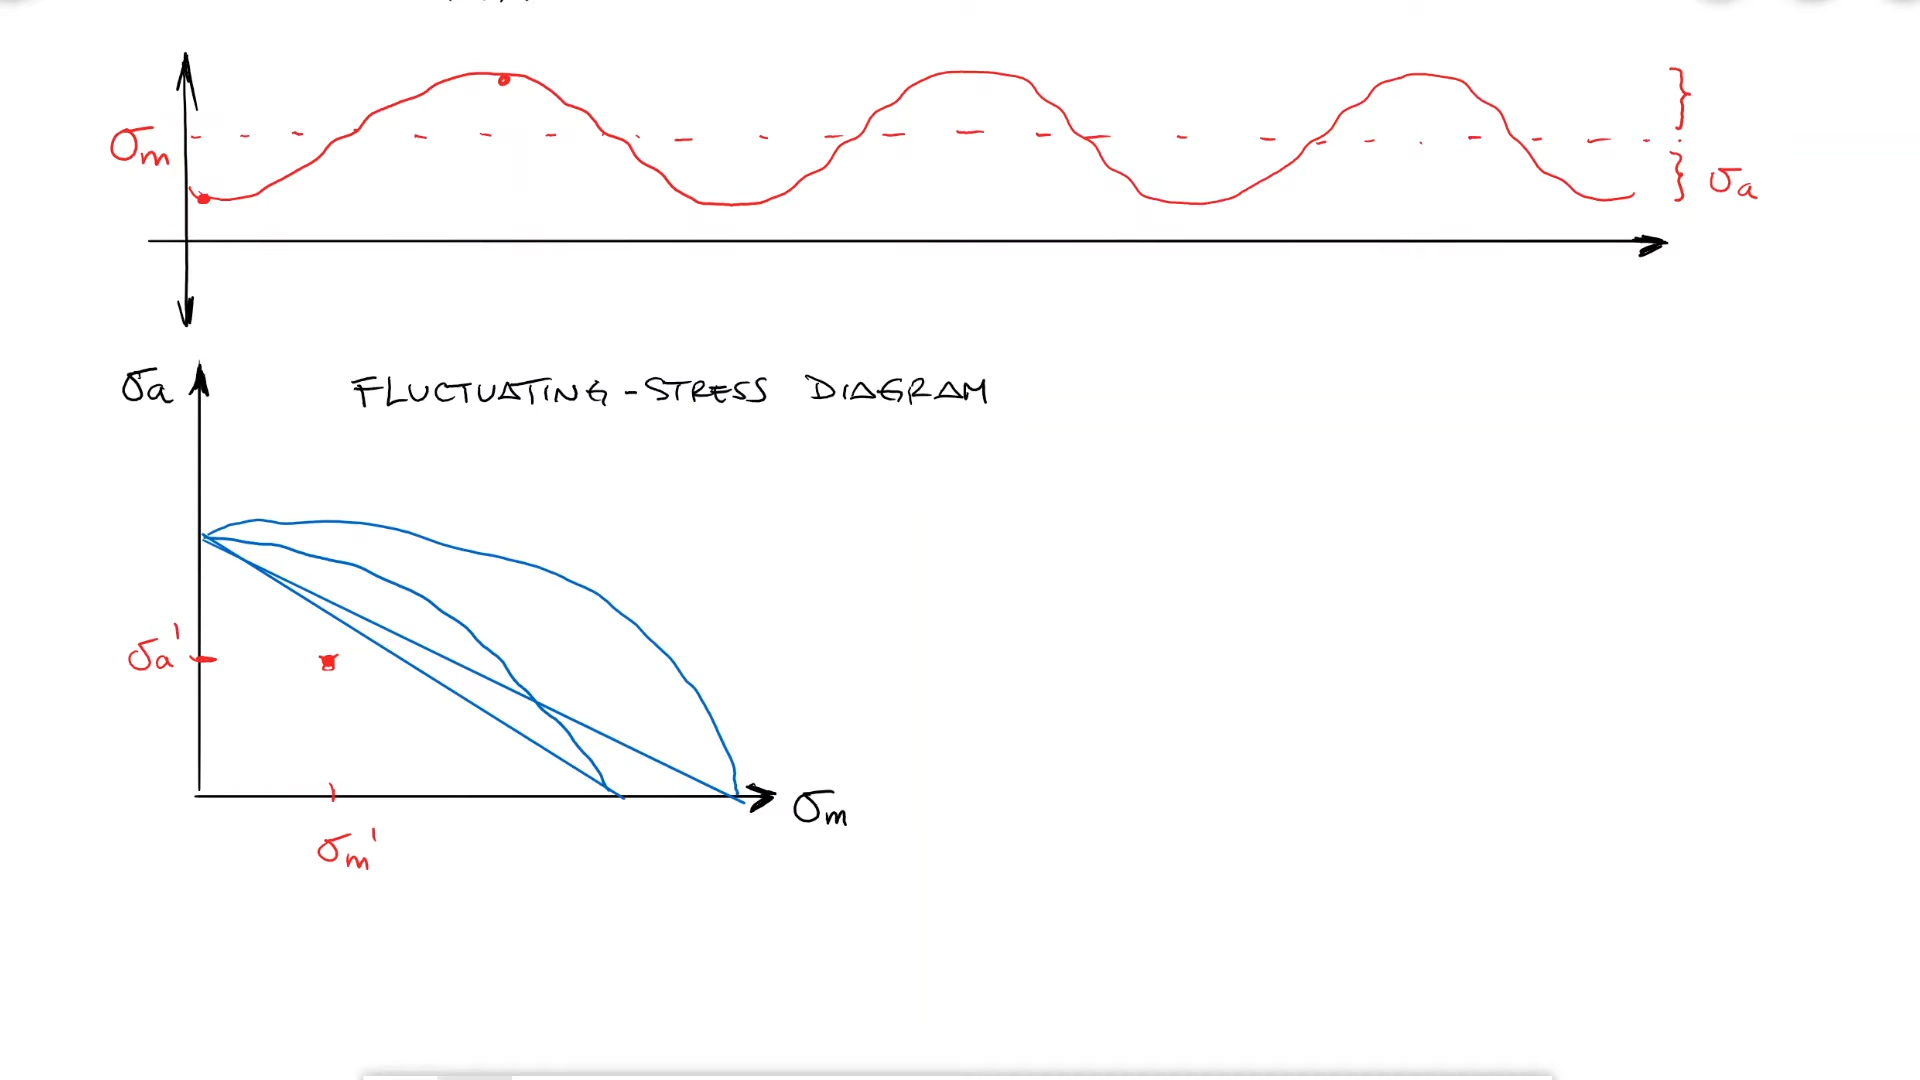 σm
σa
σa FLUCTUATING-STRESS DIAGRAM
σa'
σm
σm'